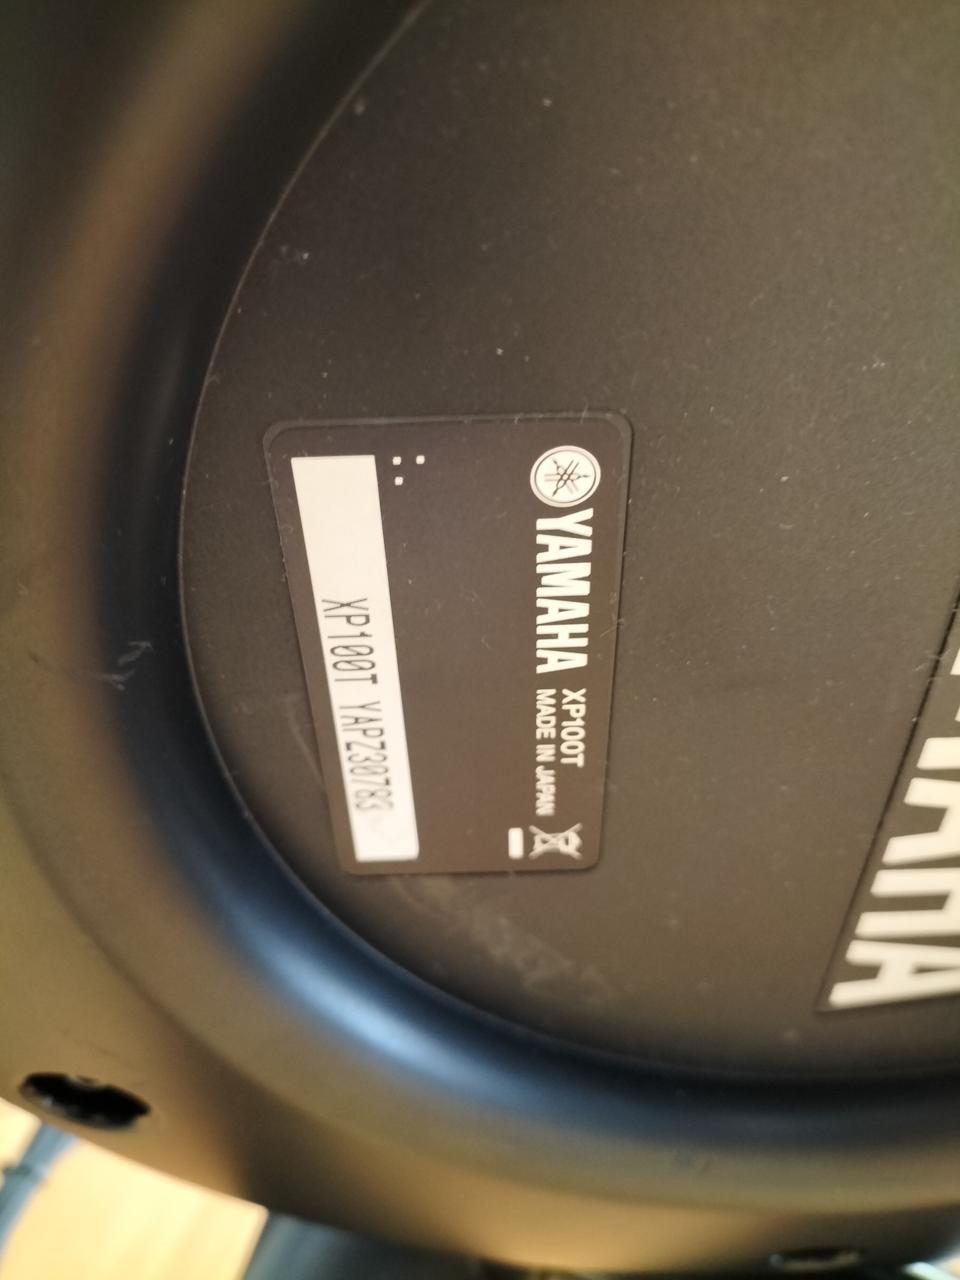 YAMAHA XP100T
MADE IN JAPAN
XP100T YAPZ30783
YAMAHA